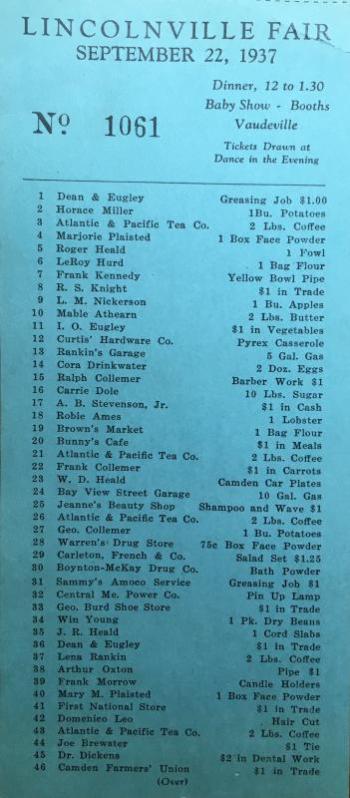 LINCOLNVILLE FAIR
SEPTEMBER 22, 1937
Dinner, 12 to 1.30
Baby Show - Booths
Vaudeville
Tickets Drawn at
Dance in the Evening
No 1061
1 Dean & Eugley Greasing Job $1.00
2 Horace Miller 1Bu. Potatoes
3 Atlantic & Pacific Tea Co. 2 Lbs. Coffee
4 Marjorie Plaisted 1 Box Face Powder
5 Roger Heald 1 Fowl
6 LeRoy Hurd 1 Bag Flour
7 Frank Kennedy Yellow Bowl Pipe
8 R. S. Knight $1 in Trade
9 L. M. Nickerson 1 Bu. Apples
10 Mable Athearn 2 Lbs. Butter
11 I. O. Eugley $1 in Vegetables
12 Curtis' Hardware Co. Pyrex Casserole
13 Rankin's Garage 5 Gal. Gas
14 Cora Drinkwater 2 Doz. Eggs
15 Ralph Collemer Barber Work $1
16 Carrie Dole 10 Lbs. Sugar
17 A. B. Stevenson, Jr. $1 in Cash
18 Robie Ames 1 Lobster
19 Brown's Market 1 Bag Flour
20 Bunny's Cafe $1 in Meals
21 Atlantic & Pacific Tea Co. 2 Lbs. Coffee
22 Frank Collemer $1 in Carrots
23 W. D. Heald Camden Car Plates
24 Bay View Street Garage 10 Gal. Gas
25 Jeanne's Beauty Shop Shampoo and Wave $1
26 Atlantic & Pacific Tea Co. 2 Lbs. Coffee
27 Geo. Collemer 1 Bu. Potatoes
28 Warren's Drug Store 75c Box Face Powder
29 Carleton, French & Co. Salad Set $1.25
30 Boynton-McKay Drug Co. Bath Powder
31 Sammy's Amoco Service Greasing Job $1
32 Central Me. Power Co. Pin Up Lamp
33 Geo. Burd Shoe Store $1 in Trade
34 Win Young 1 Pk. Dry Beans
35 J. R. Heald 1 Cord Slabs
36 Dean & Eugley $1 in Trade
37 Lena Rankin 2 Lbs. Coffee
38 Arthur Oxton Pipe $1
39 Frank Morrow Candle Holders
40 Mary M. Plaisted 1 Box Face Powder
41 First National Store $1 in Trade
42 Domenico Leo Hair Cut
43 Atlantic & Pacific Tea Co. 2 Lbs. Coffee
44 Joe Brewater $1 Tie
45 Dr. Dickens $2 in Dental Work
46 Camden Farmers' Union $1 in Trade
(Over)